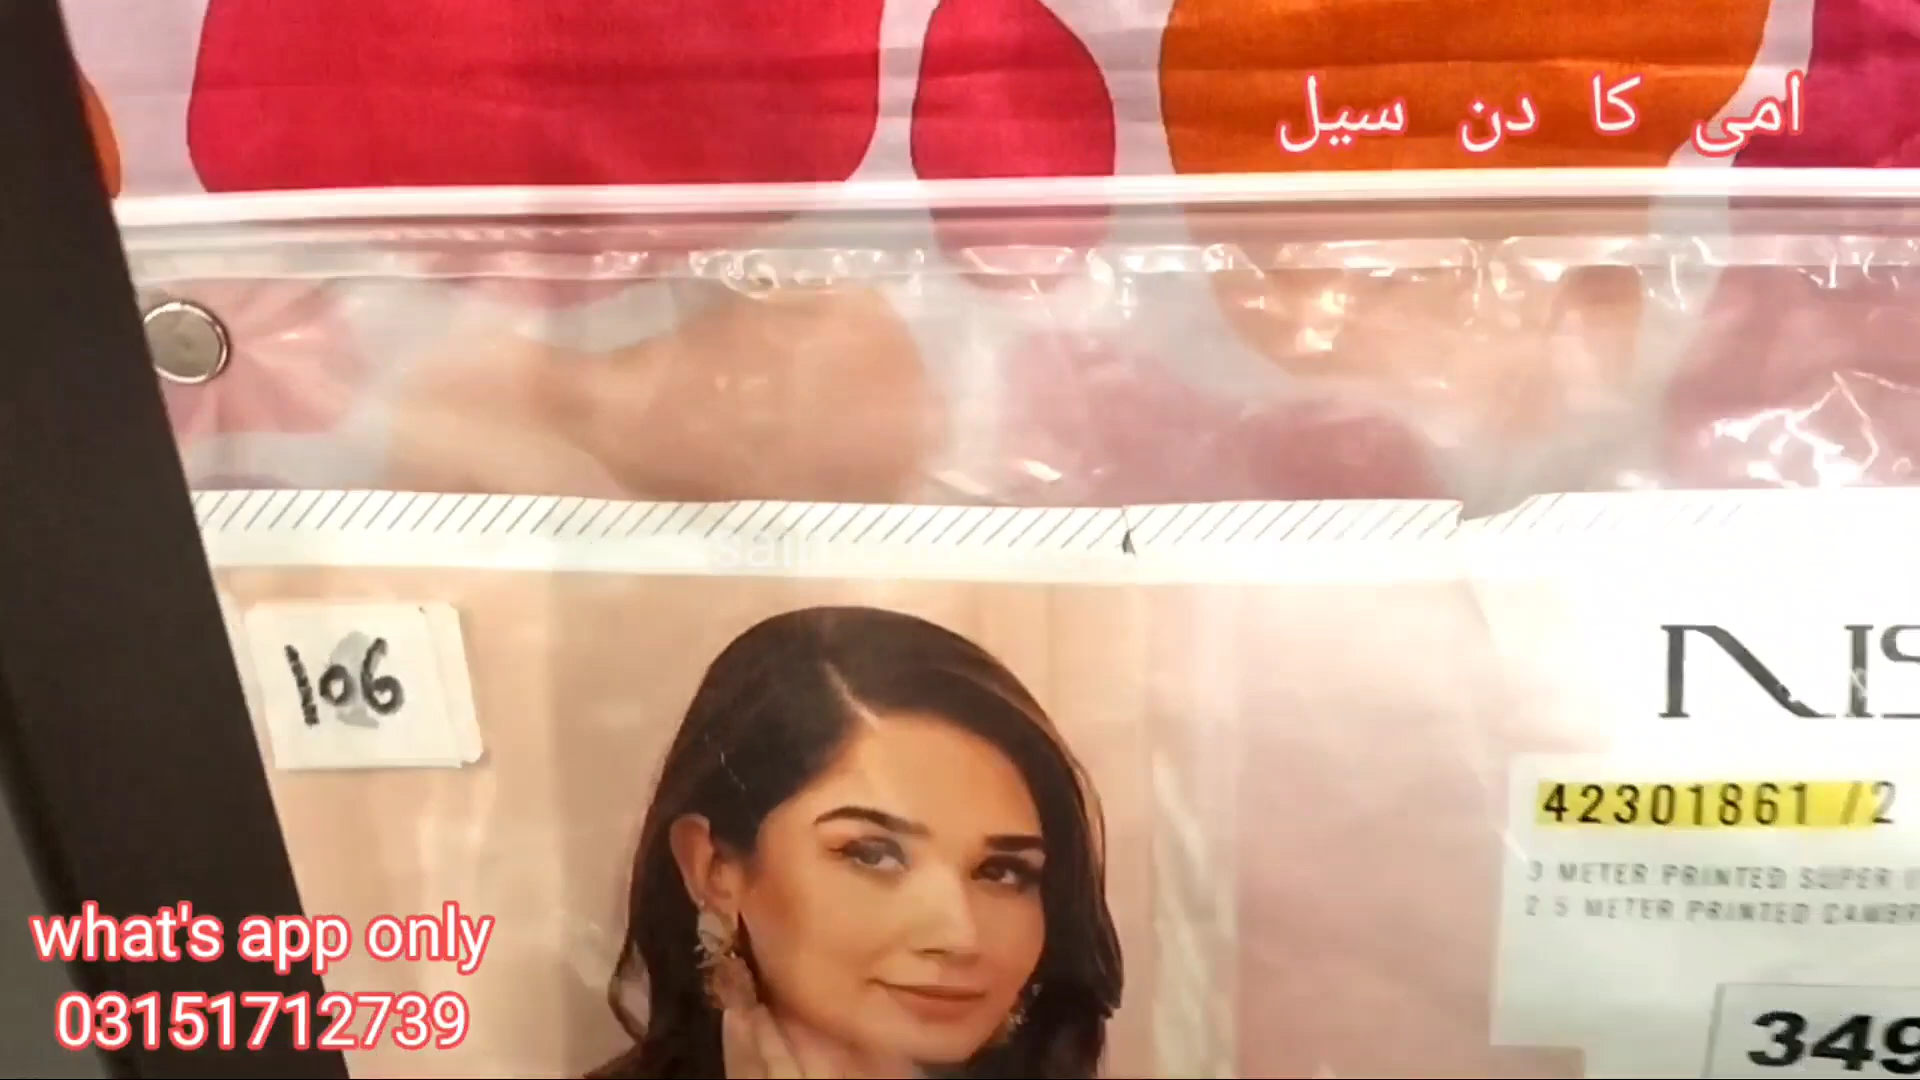 امی کا دن سیل
106
NIS
42301861 /2
3 METER PRINTED SUPER
2.5 METER PRINTED CAMBR
349
what's app only
03151712739